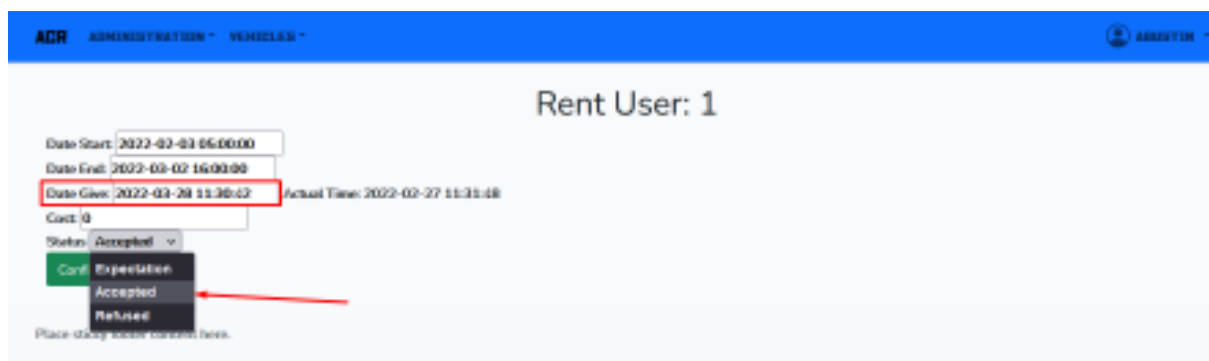 ACR ADMINISTRATION VEHICLES AGUSTIN
Rent User: 1
Date Start: 2022-02-03 05:00:00
Date End: 2022-03-02 16:00:00
Date Give: 2022-03-28 11:30:42 Actual Time: 2022-02-27 11:31:48
Cost: 0
Status: Accepted
Conf
Expectation
Accepted
Refused
Place sticky footer content here.